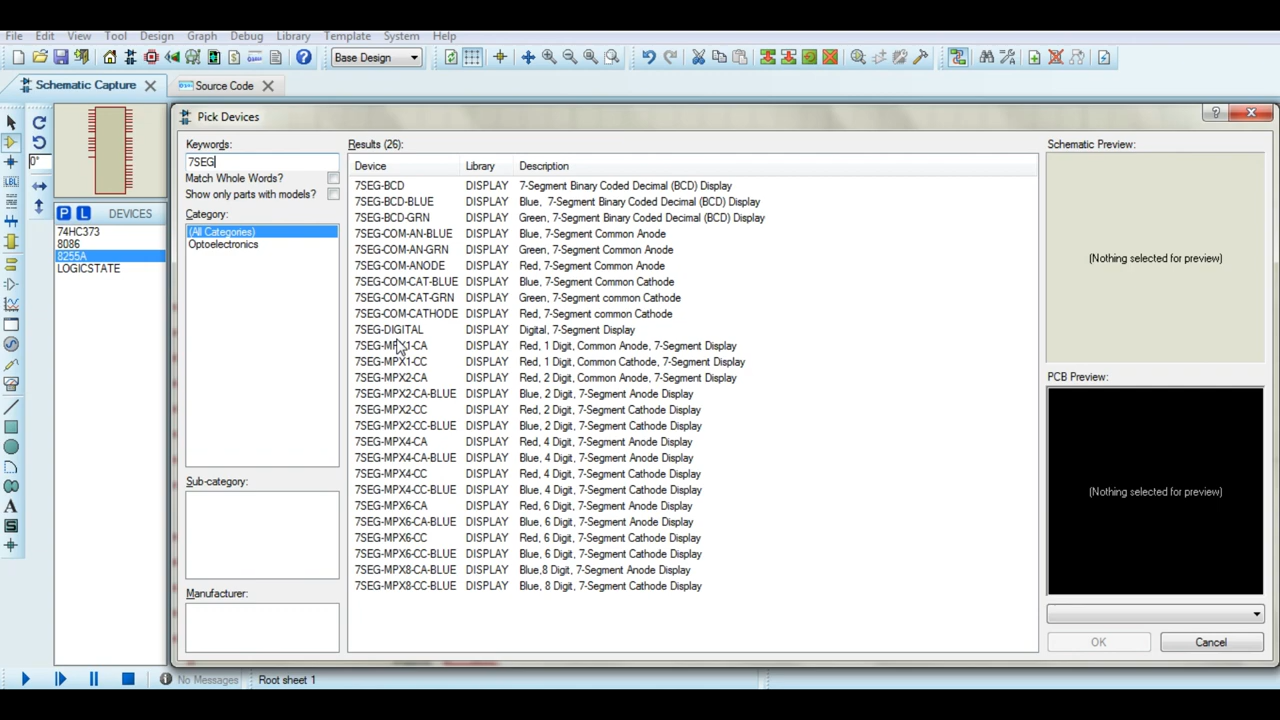 File Edit View Tool Design Graph Debug Library Template System Help
Base Design
Schematic Capture Source Code
Pick Devices
Keywords:
7SEG
Match Whole Words?
Show only parts with models?
Category:
(All Categories)
Optoelectronics
Sub-category:
Manufacturer:
0°
LBL
P L DEVICES
74HC373
8086
8255A
LOGICSTATE
A
S
Results (26):
Device Library Description
7SEG-BCD DISPLAY 7-Segment Binary Coded Decimal (BCD) Display
7SEG-BCD-BLUE DISPLAY Blue, 7-Segment Binary Coded Decimal (BCD) Display
7SEG-BCD-GRN DISPLAY Green, 7-Segment Binary Coded Decimal (BCD) Display
7SEG-COM-AN-BLUE DISPLAY Blue, 7-Segment Common Anode
7SEG-COM-AN-GRN DISPLAY Green, 7-Segment Common Anode
7SEG-COM-ANODE DISPLAY Red, 7-Segment Common Anode
7SEG-COM-CAT-BLUE DISPLAY Blue, 7-Segment Common Cathode
7SEG-COM-CAT-GRN DISPLAY Green, 7-Segment common Cathode
7SEG-COM-CATHODE DISPLAY Red, 7-Segment common Cathode
7SEG-DIGITAL DISPLAY Digital, 7-Segment Display
7SEG-MPX1-CA DISPLAY Red, 1 Digit, Common Anode, 7-Segment Display
7SEG-MPX1-CC DISPLAY Red, 1 Digit, Common Cathode, 7-Segment Display
7SEG-MPX2-CA DISPLAY Red, 2 Digit, Common Anode, 7-Segment Display
7SEG-MPX2-CA-BLUE DISPLAY Blue, 2 Digit, 7-Segment Anode Display
7SEG-MPX2-CC DISPLAY Red, 2 Digit, 7-Segment Cathode Display
7SEG-MPX2-CC-BLUE DISPLAY Blue, 2 Digit, 7-Segment Cathode Display
7SEG-MPX4-CA DISPLAY Red, 4 Digit, 7-Segment Anode Display
7SEG-MPX4-CA-BLUE DISPLAY Blue, 4 Digit, 7-Segment Anode Display
7SEG-MPX4-CC DISPLAY Red, 4 Digit, 7-Segment Cathode Display
7SEG-MPX4-CC-BLUE DISPLAY Blue, 4 Digit, 7-Segment Cathode Display
7SEG-MPX6-CA DISPLAY Red, 6 Digit, 7-Segment Anode Display
7SEG-MPX6-CA-BLUE DISPLAY Blue, 6 Digit, 7-Segment Anode Display
7SEG-MPX6-CC DISPLAY Red, 6 Digit, 7-Segment Cathode Display
7SEG-MPX6-CC-BLUE DISPLAY Blue, 6 Digit, 7-Segment Cathode Display
7SEG-MPX8-CA-BLUE DISPLAY Blue,8 Digit, 7-Segment Anode Display
7SEG-MPX8-CC-BLUE DISPLAY Blue, 8 Digit, 7-Segment Cathode Display
Schematic Preview:
(Nothing selected for preview)
PCB Preview:
(Nothing selected for preview)
OK Cancel
No Messages Root sheet 1